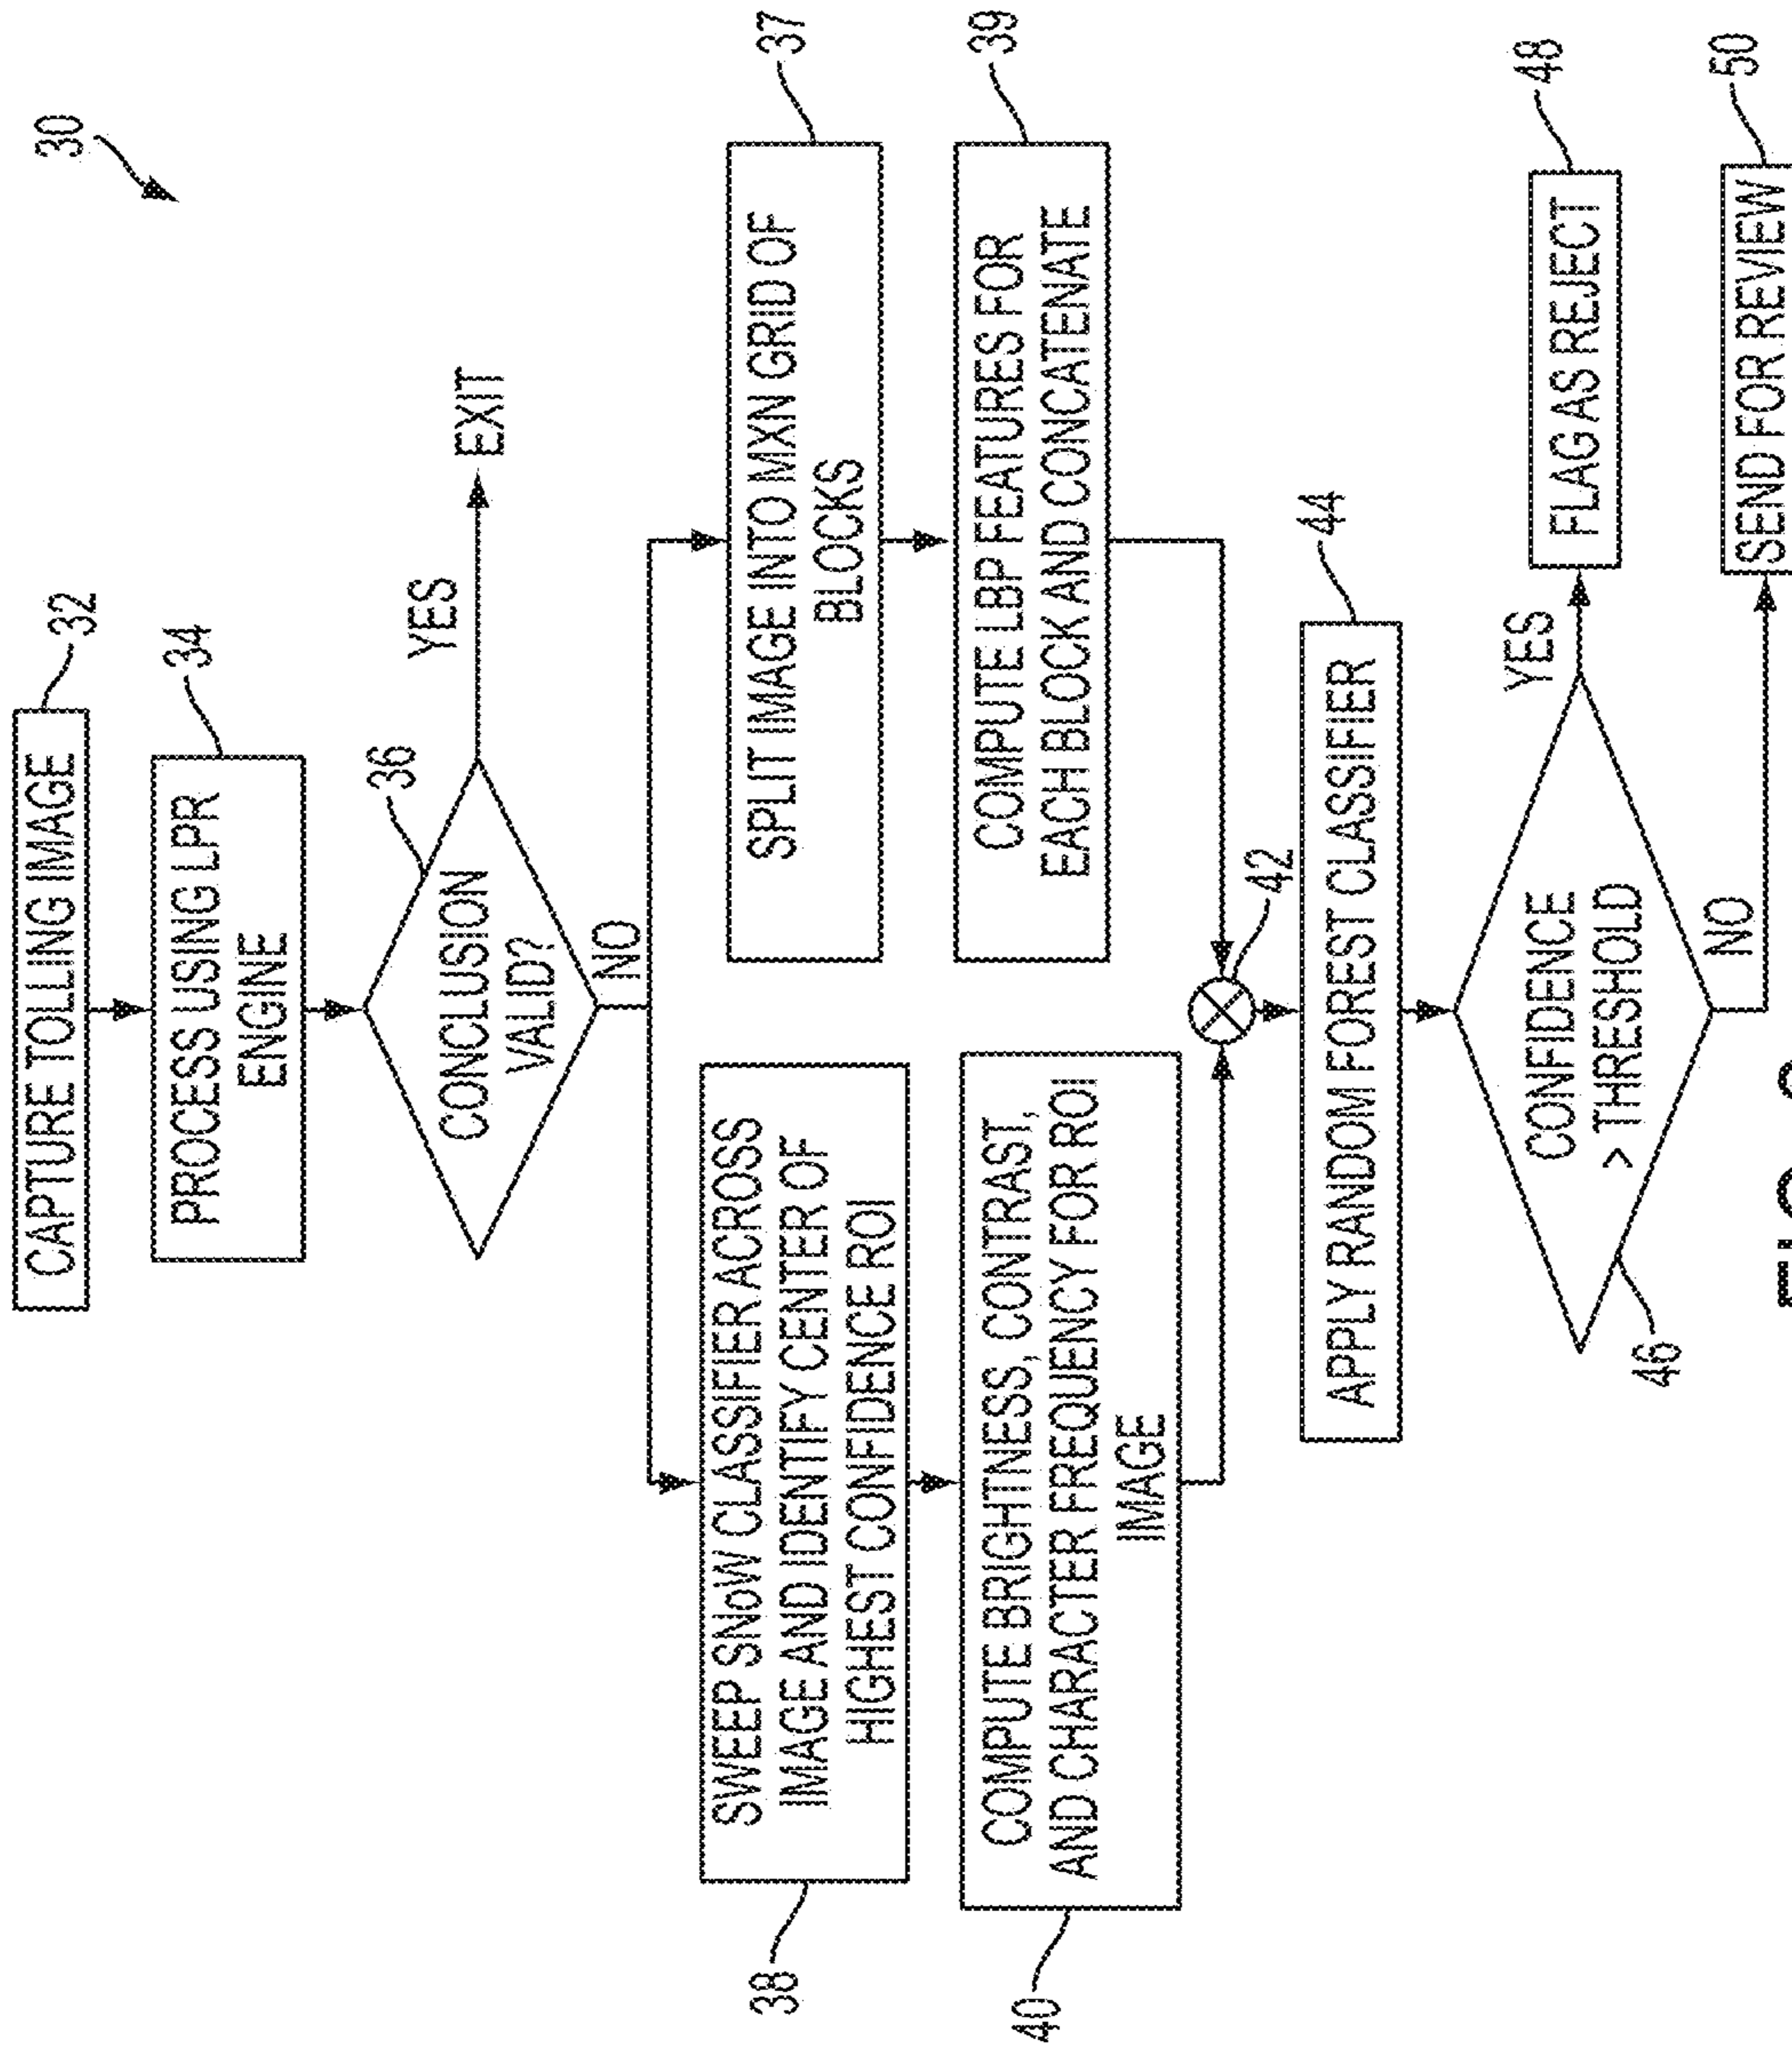 30
CAPTURE TOLLING IMAGE
32
PROCESS USING LPR
ENGINE
34
CONCLUSION
VALID?
36
YES
EXIT
NO
SWEEP SNoW CLASSIFIER ACROSS
IMAGE AND IDENTIFY CENTER OF
HIGHEST CONFIDENCE ROI
38
SPLIT IMAGE INTO MXN GRID OF
BLOCKS
37
COMPUTE BRIGHTNESS, CONTRAST,
AND CHARACTER FREQUENCY FOR ROI
IMAGE
40
COMPUTE LBP FEATURES FOR
EACH BLOCK AND CONCATENATE
39
42
APPLY RANDOM FOREST CLASSIFIER
44
CONFIDENCE
> THRESHOLD
46
YES
FLAG AS REJECT
48
NO
SEND FOR REVIEW
50